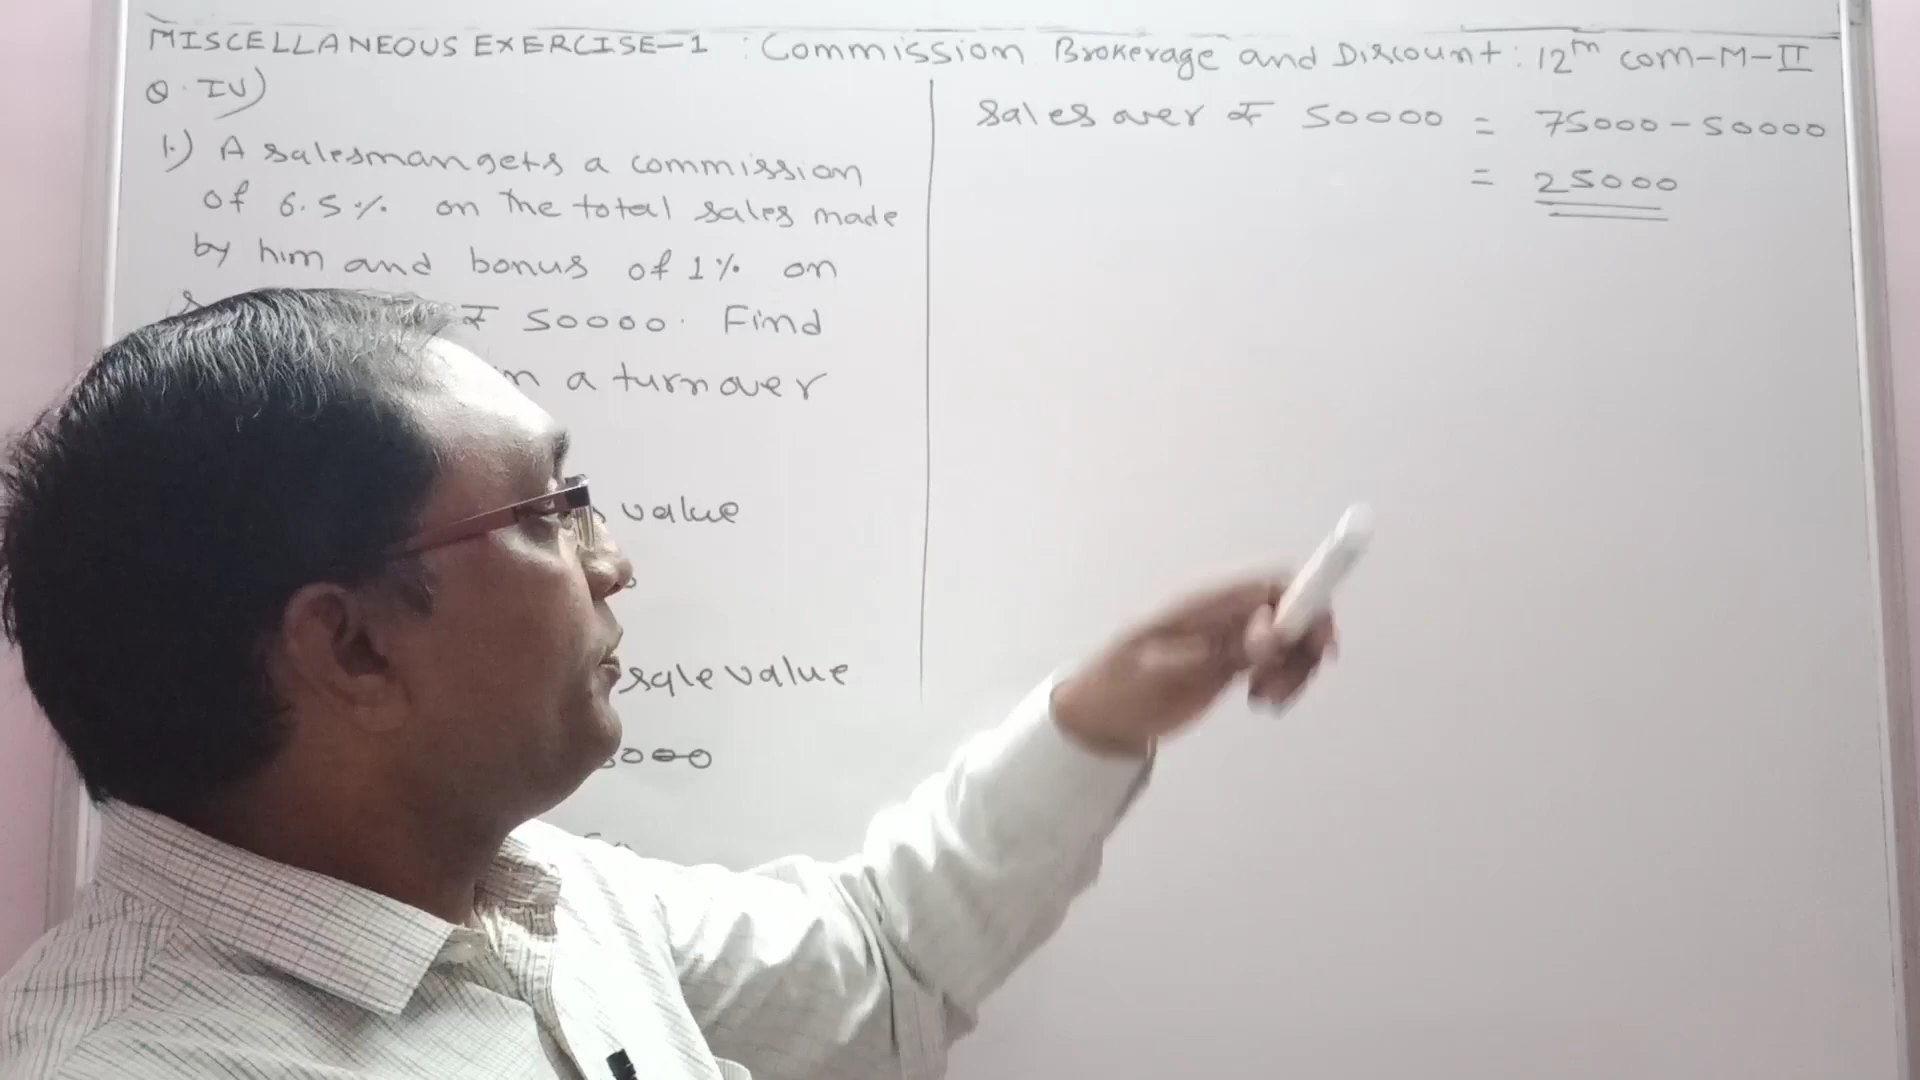 MISCELLANEOUS EXERCISE-1 : Commission Brokerage and Discount : 12th com-M-II
Q. IV)
1.) A salesman gets a commission
of 6.5% on the total sales made
by him and bonus of 1% on
₹ 50000. Find
a turnover
value
sale value
Sales over of ₹ 50000 = 75000 - 50000
= 25000